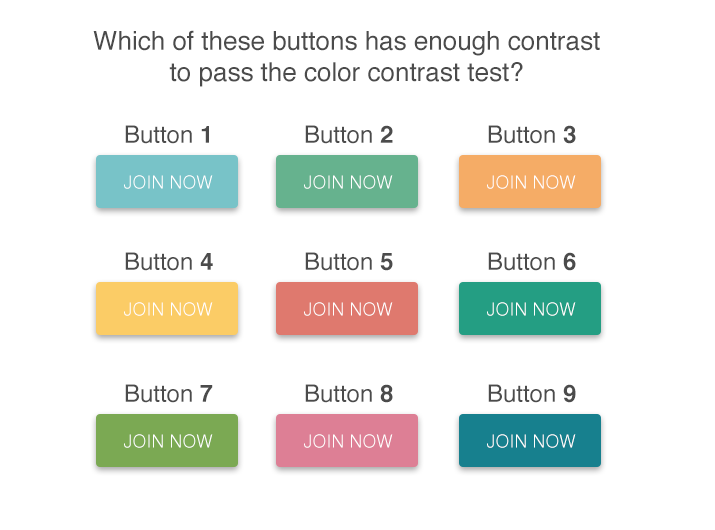 Which of these buttons has enough contrast
to pass the color contrast test?
Button 1
Button 2
Button 3
JOIN NOW
JOIN NOW
JOIN NOW
Button 4
Button 5
Button 6
JOIN NOW
JOIN NOW
JOIN NOW
Button 7
Button 8
Button 9
JOIN NOW
JOIN NOW
JOIN NOW